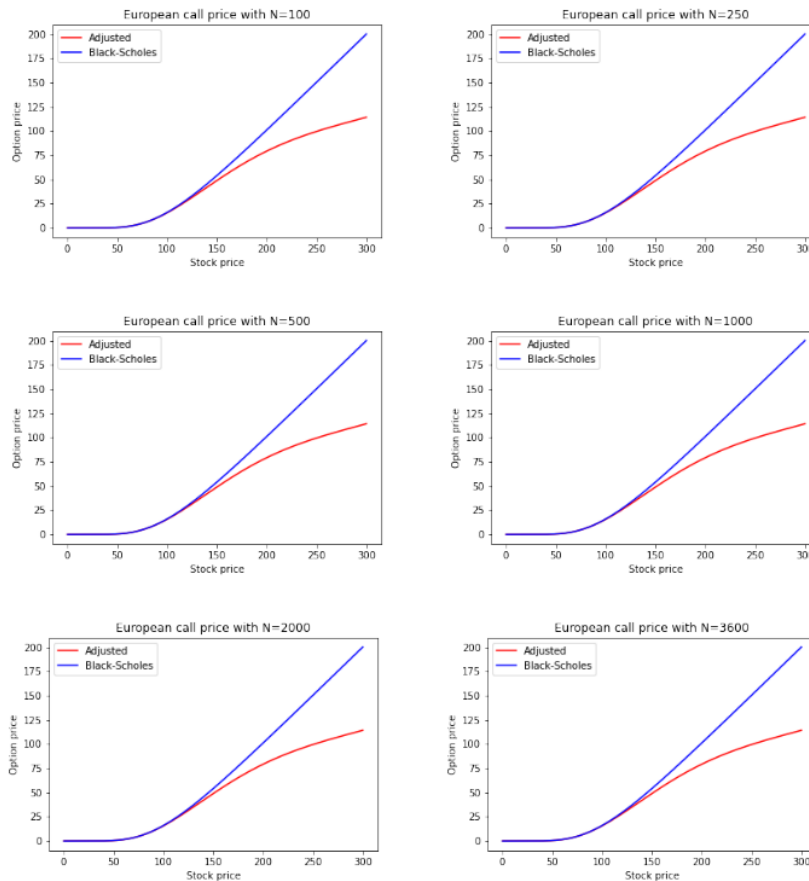 European call price with N=100
Adjusted
Black-Scholes
Option price
200
175
150
125
100
75
50
25
0
0 50 100 150 200 250 300
Stock price
European call price with N=250
Adjusted
Black-Scholes
Option price
200
175
150
125
100
75
50
25
0
0 50 100 150 200 250 300
Stock price
European call price with N=500
Adjusted
Black-Scholes
Option price
200
175
150
125
100
75
50
25
0
0 50 100 150 200 250 300
Stock price
European call price with N=1000
Adjusted
Black-Scholes
Option price
200
175
150
125
100
75
50
25
0
0 50 100 150 200 250 300
Stock price
European call price with N=2000
Adjusted
Black-Scholes
Option price
200
175
150
125
100
75
50
25
0
0 50 100 150 200 250 300
Stock price
European call price with N=3600
Adjusted
Black-Scholes
Option price
200
175
150
125
100
75
50
25
0
0 50 100 150 200 250 300
Stock price